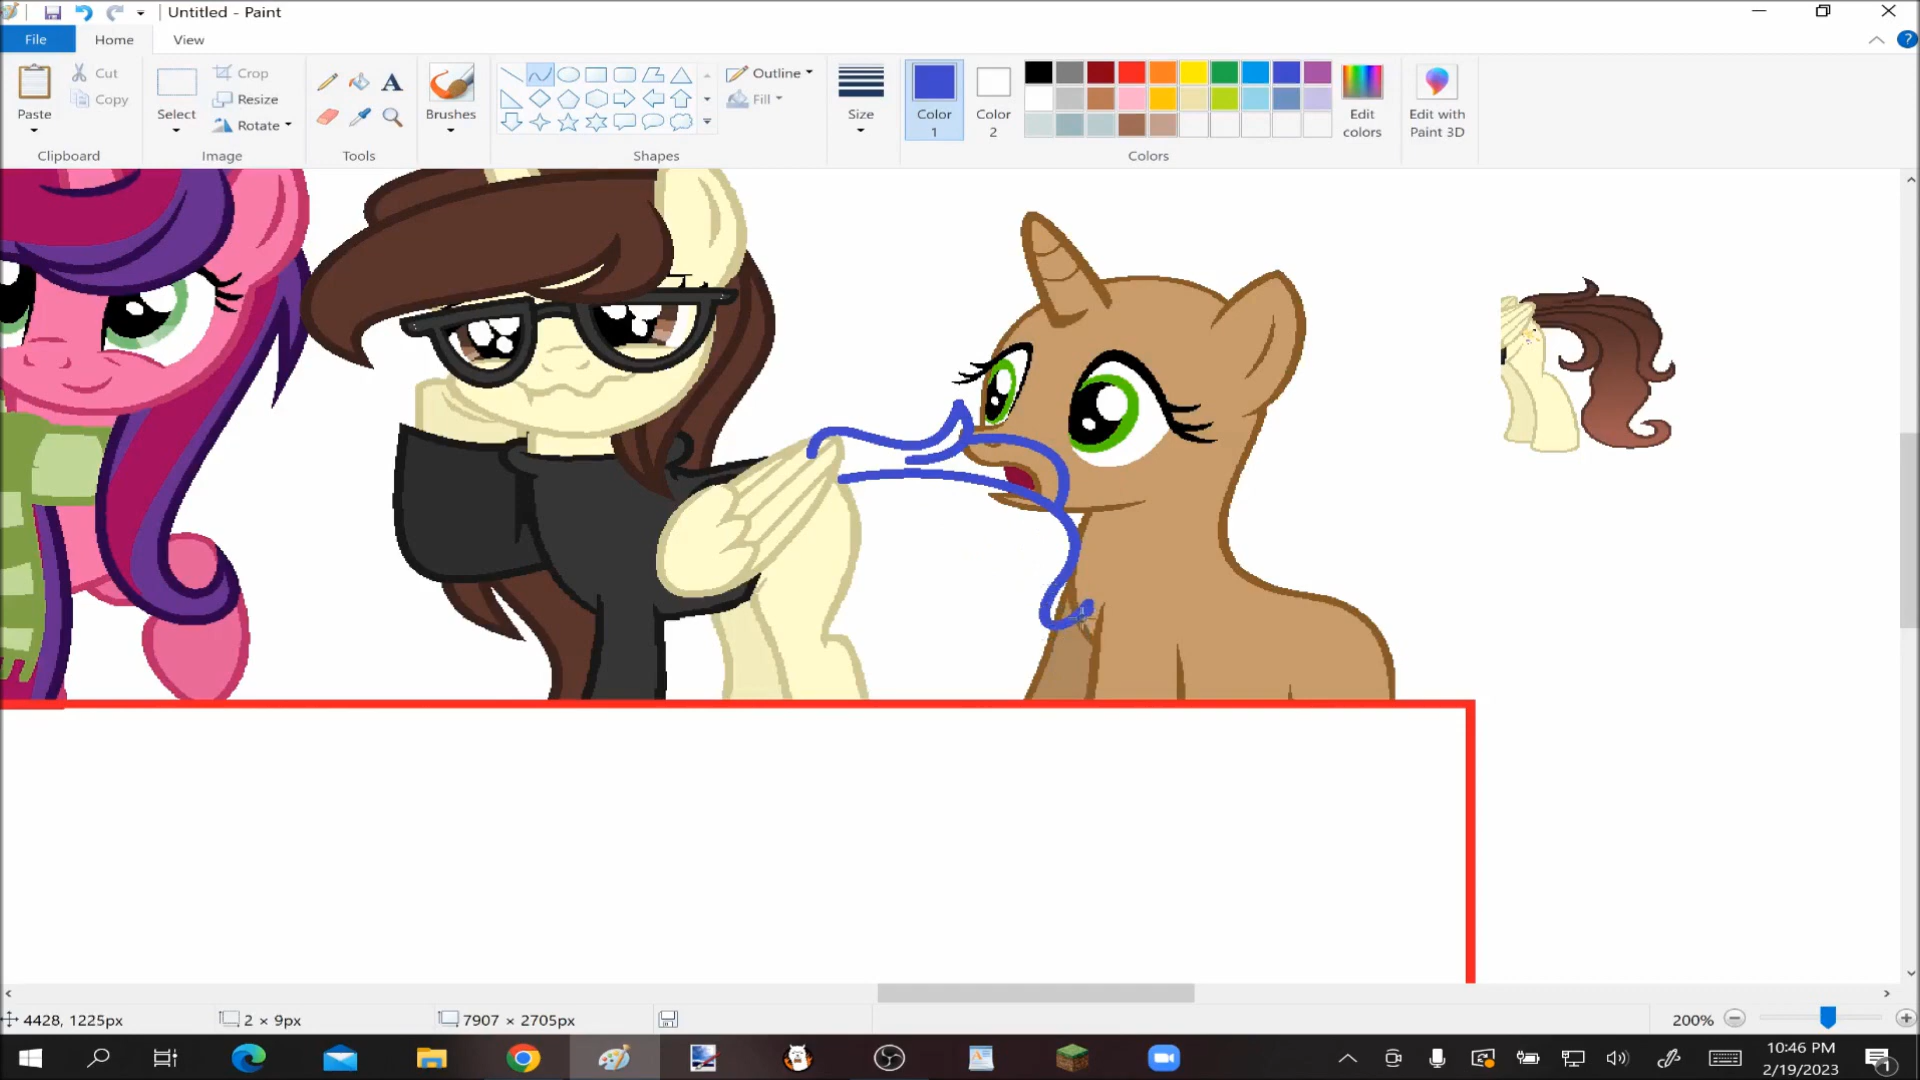 Untitled - Paint
File
Home
View
Paste
Cut
Copy
Clipboard
Select
Crop
Resize
Rotate
Image
Tools
A
Brushes
Shapes
Outline
Fill
Size
Color
1
Color
2
Colors
Edit
colors
Edit with
Paint 3D
?
4428, 1225px
2 × 9px
7907 × 2705px
200%
10:46 PM
2/19/2023
1